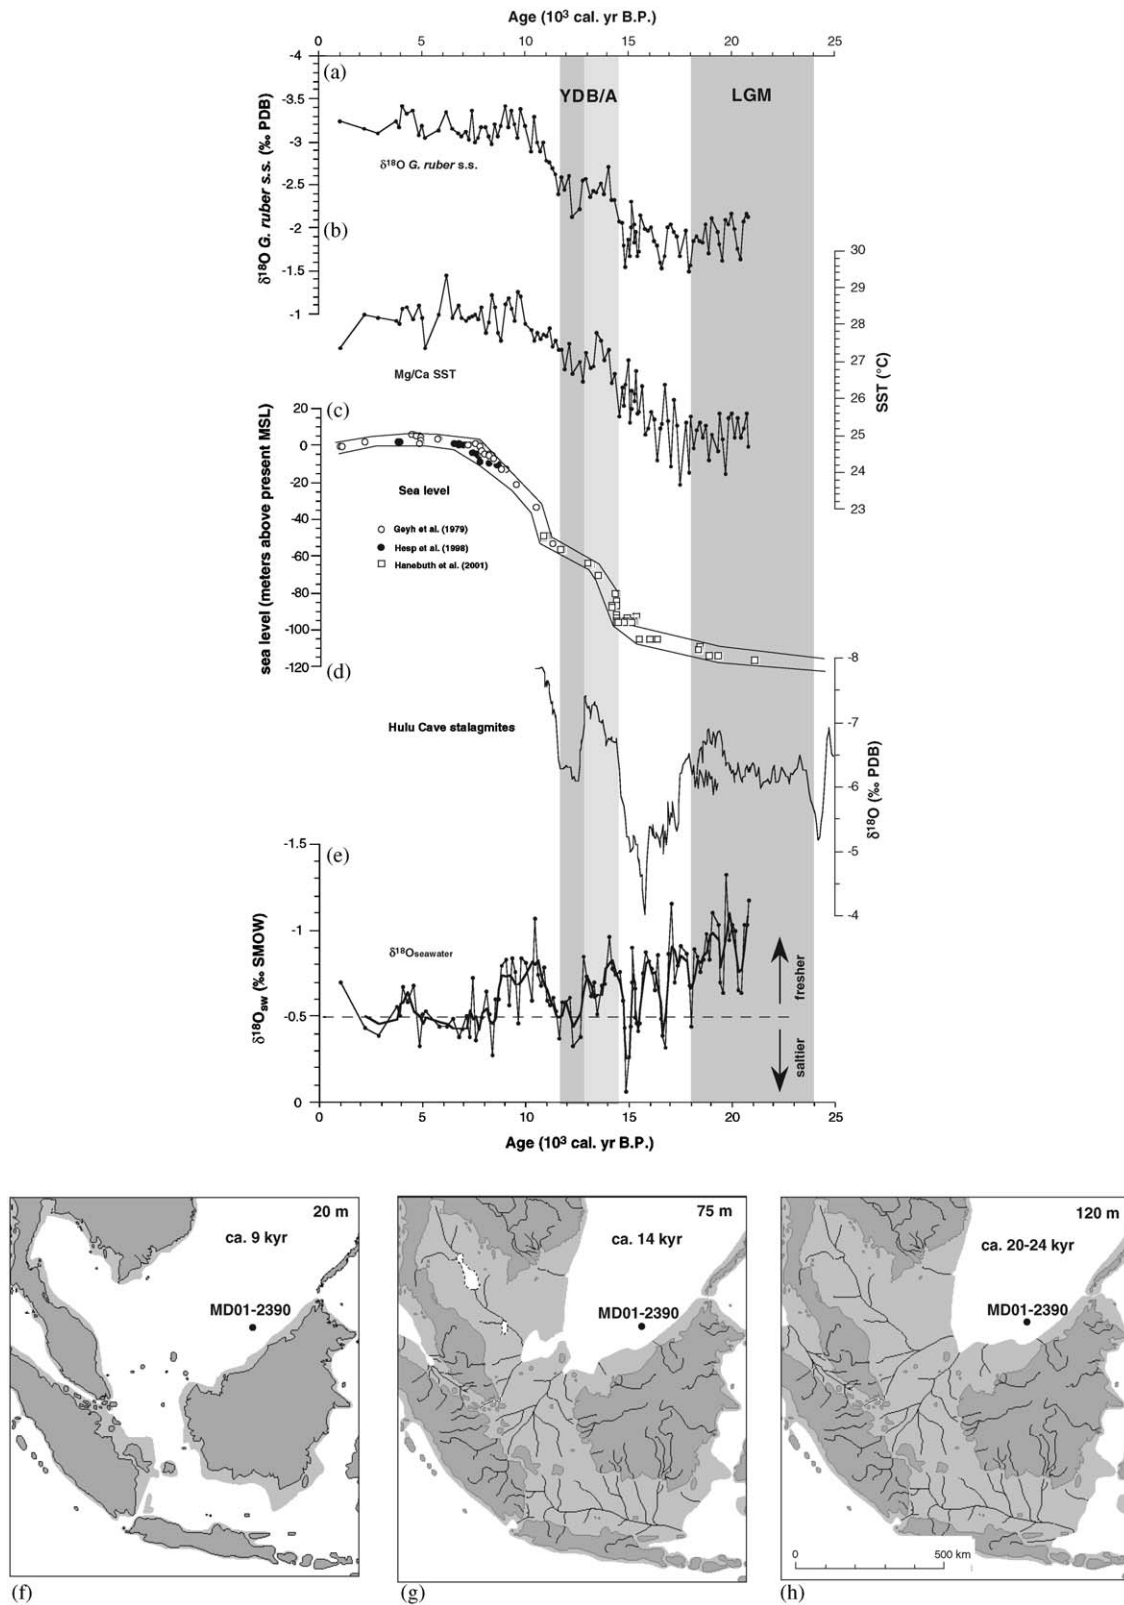 Age (10³ cal. yr B.P.)
0 5 10 15 20 25
(a)
YDB/A
LGM
-4
-3.5
-3
-2.5
-2
-1.5
-1
δ¹⁸O G. ruber s.s. (‰ PDB)
δ¹⁸O G. ruber s.s.
(b)
30
29
28
27
26
25
24
23
SST (°C)
Mg/Ca SST
(c)
20
0
-20
-40
-60
-80
-100
-120
sea level (meters above present MSL)
Sea level
Geyh et al. (1979)
Hesp et al. (1998)
Hanebuth et al. (2001)
(d)
-8
-7
-6
-5
-4
δ¹⁸O (‰ PDB)
Hulu Cave stalagmites
(e)
-1.5
-1
-0.5
0
δ¹⁸Osw (‰ SMOW)
δ¹⁸Oseawater
fresher
saltier
0 5 10 15 20 25
Age (10³ cal. yr B.P.)
20 m
ca. 9 kyr
MD01-2390
(f)
75 m
ca. 14 kyr
MD01-2390
(g)
120 m
ca. 20-24 kyr
MD01-2390
0 500 km
(h)